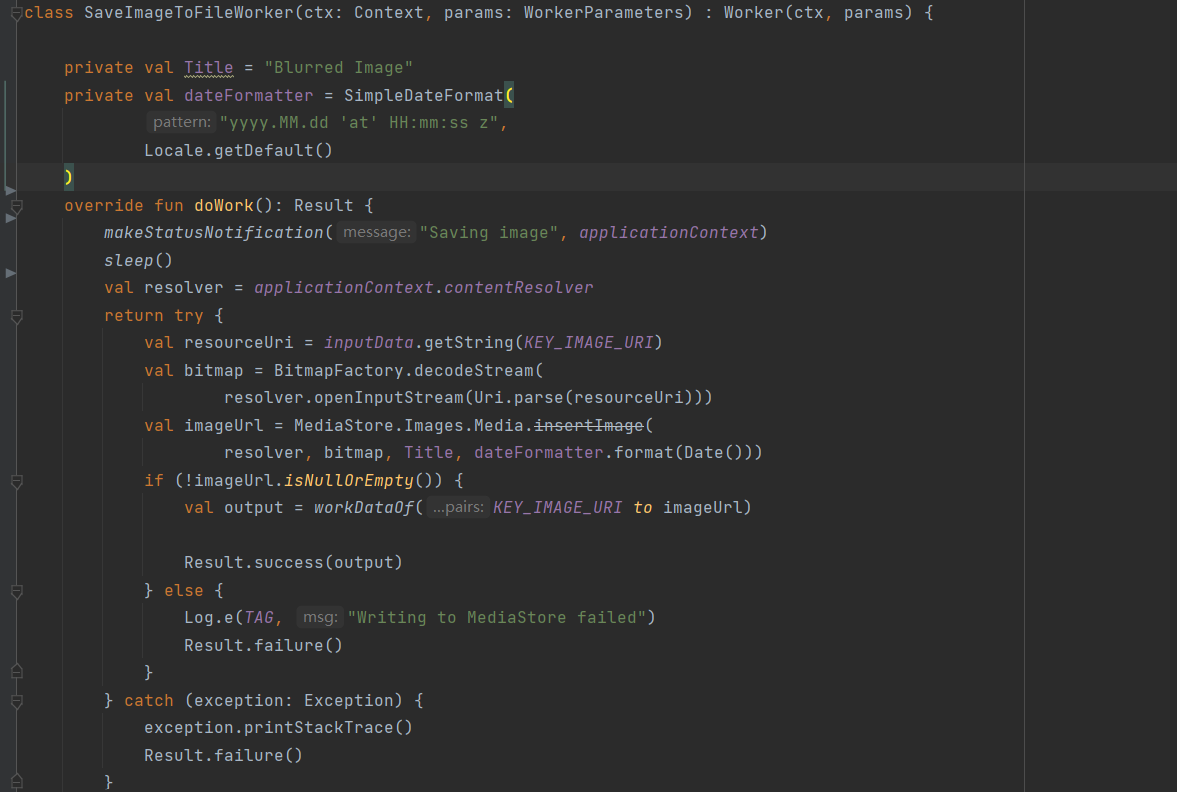 class SaveImageToFileWorker(ctx: Context, params: WorkerParameters) : Worker(ctx, params) {
private val Title = "Blurred Image"
private val dateFormatter = SimpleDateFormat(
pattern: "yyyy.MM.dd 'at' HH:mm:ss z",
Locale.getDefault()
)
override fun doWork(): Result {
makeStatusNotification( message: "Saving image", applicationContext)
sleep()
val resolver = applicationContext.contentResolver
return try {
val resourceUri = inputData.getString(KEY_IMAGE_URI)
val bitmap = BitmapFactory.decodeStream(
resolver.openInputStream(Uri.parse(resourceUri)))
val imageUrl = MediaStore.Images.Media.insertImage(
resolver, bitmap, Title, dateFormatter.format(Date()))
if (!imageUrl.isNullOrEmpty()) {
val output = workDataOf( ...pairs: KEY_IMAGE_URI to imageUrl)
Result.success(output)
} else {
Log.e(TAG, msg: "Writing to MediaStore failed")
Result.failure()
}
} catch (exception: Exception) {
exception.printStackTrace()
Result.failure()
}